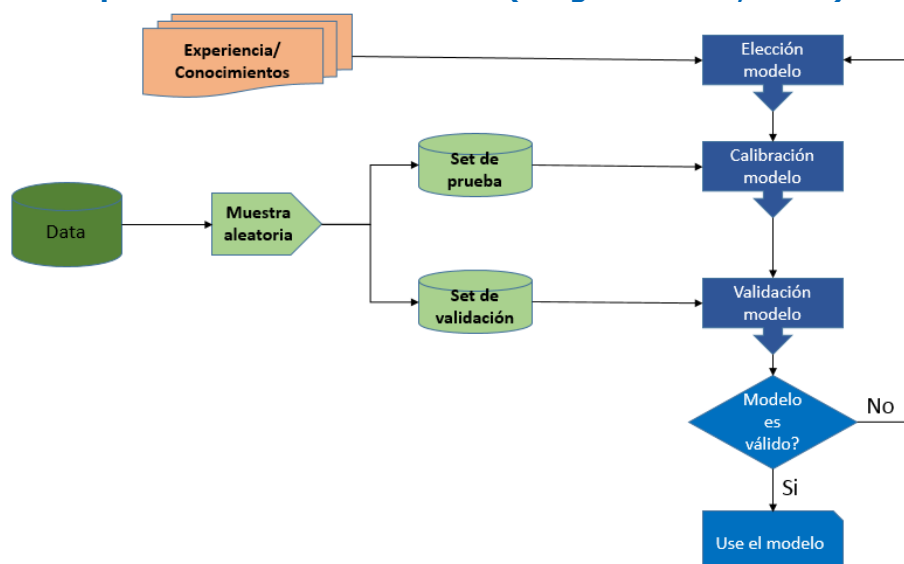 Experiencia/
Conocimientos
Elección
modelo
Set de
prueba
Calibración
modelo
Data
Muestra
aleatoria
Set de
validación
Validación
modelo
Modelo
es
válido?
No
Si
Use el modelo